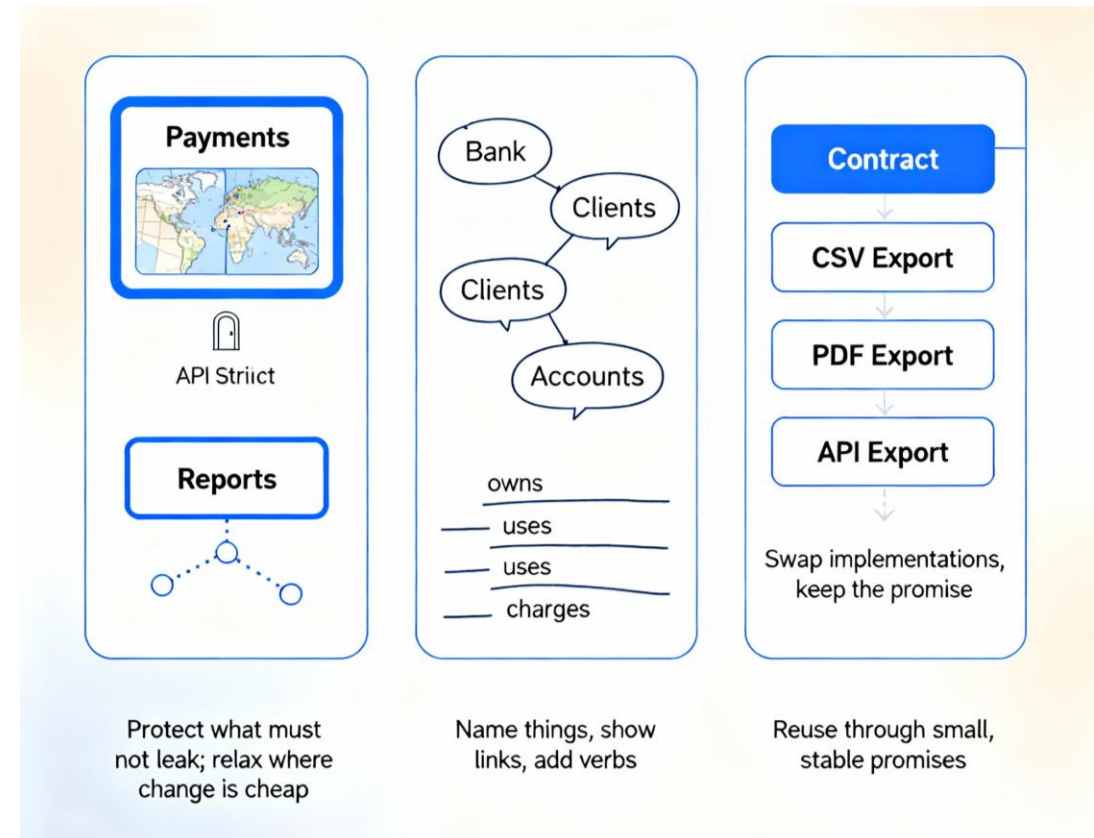 Payments
API Striict
Reports
Protect what must
not leak; relax where
change is cheap
Bank
Clients
Clients
Accounts
owns
uses
uses
charges
Name things, show
links, add verbs
Contract
CSV Export
PDF Export
API Export
Swap implementations,
keep the promise
Reuse through small,
stable promises